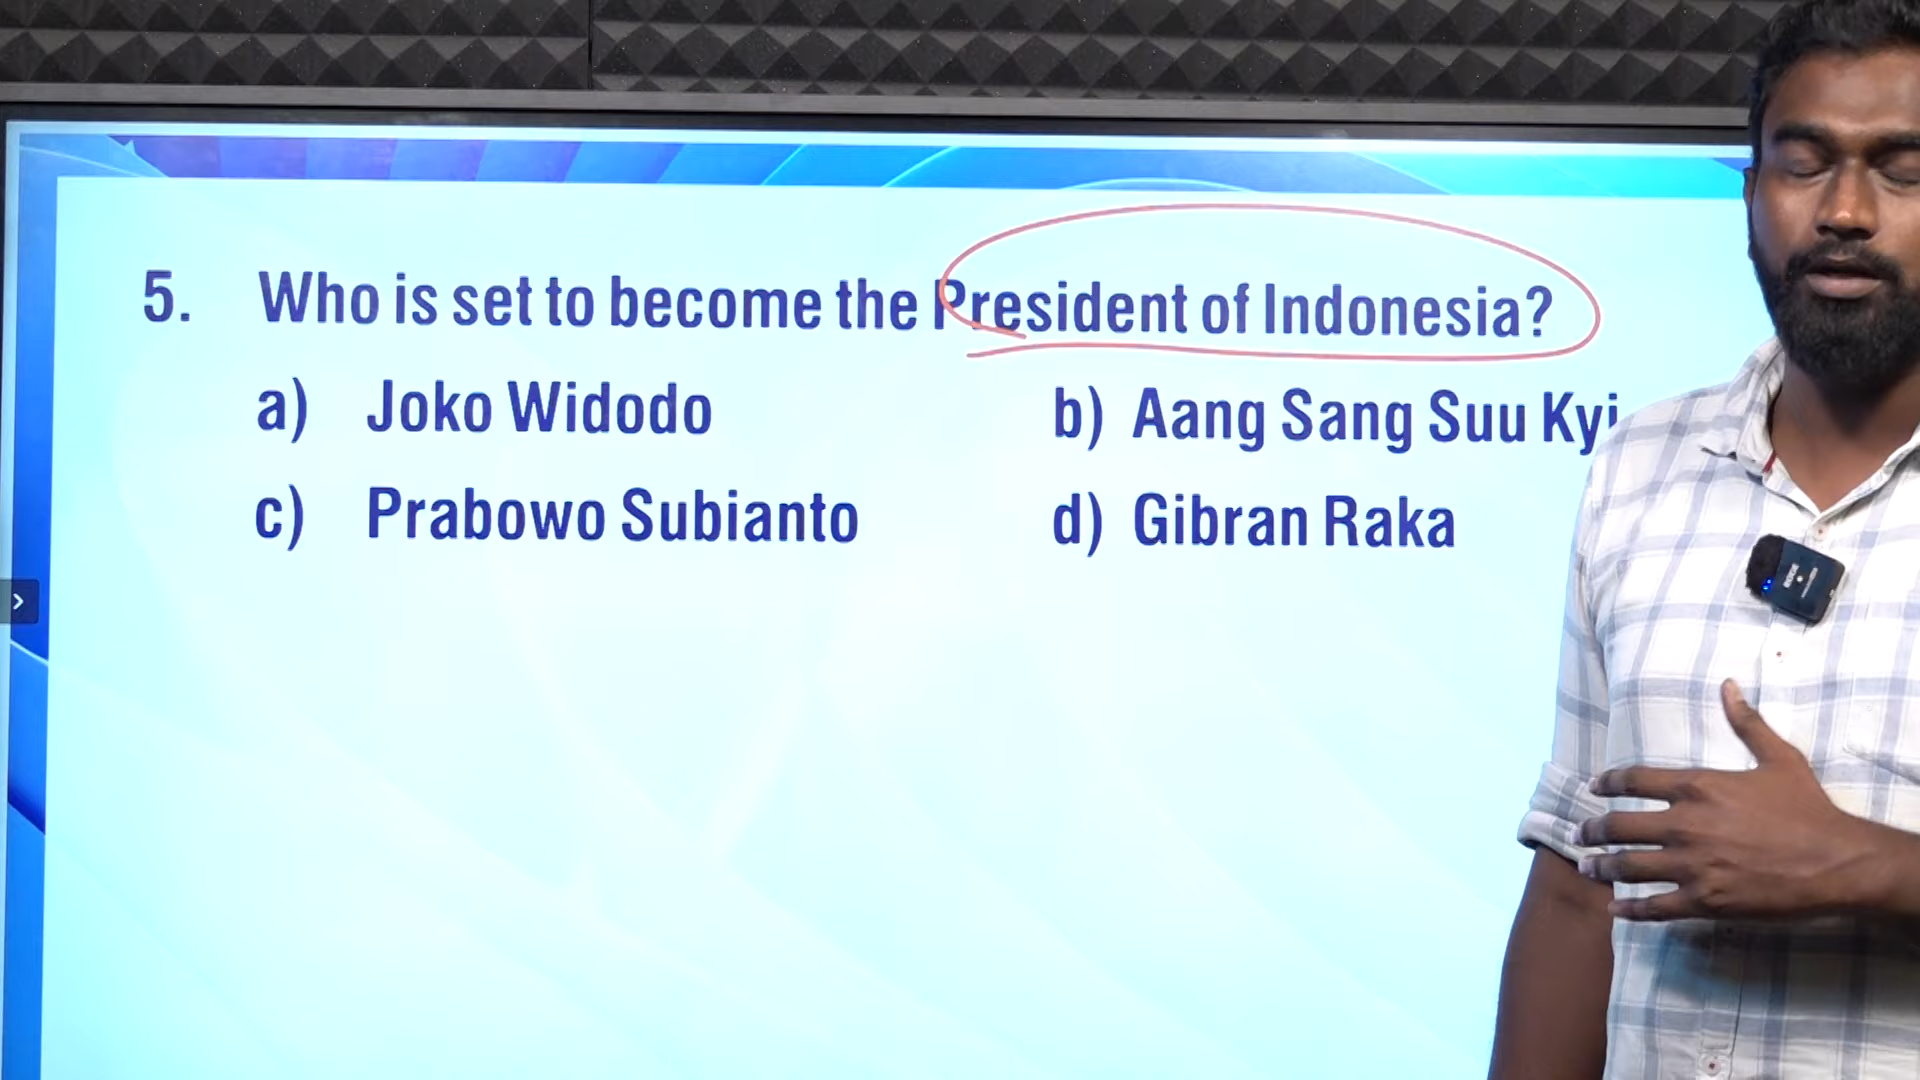 5. Who is set to become the President of Indonesia?
a) Joko Widodo b) Aang Sang Suu Kyi
c) Prabowo Subianto d) Gibran Raka